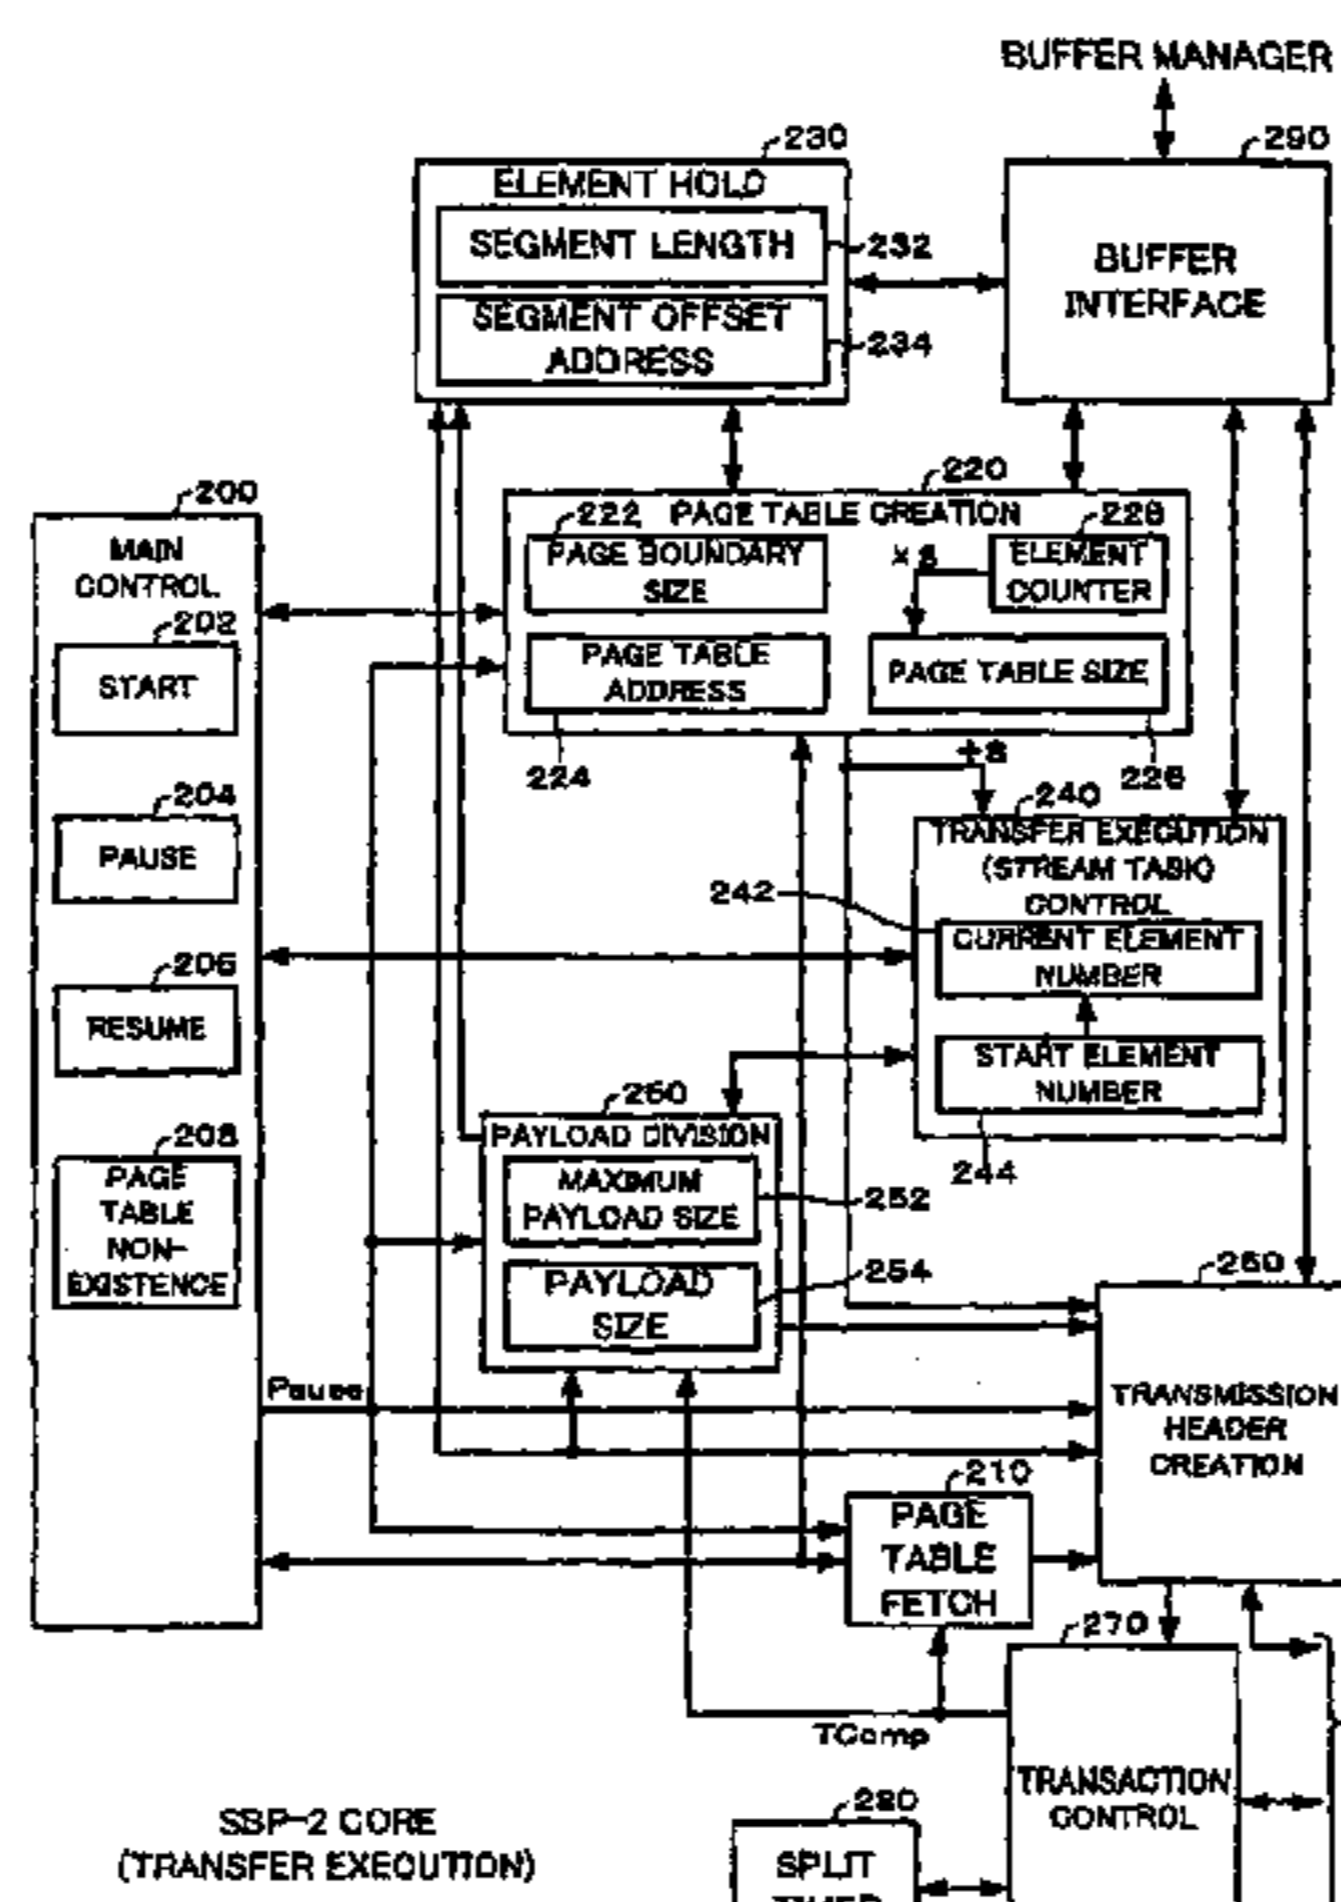 BUFFER MANAGER
230
290
ELEMENT HOLD
SEGMENT LENGTH
232
SEGMENT OFFSET
ADDRESS
234
BUFFER
INTERFACE
200
MAIN
CONTROL
202
START
204
PAUSE
206
RESUME
208
PAGE
TABLE
NON-
EXISTENCE
220
222
PAGE TABLE CREATION
228
PAGE BOUNDARY
SIZE
×8
ELEMENT
COUNTER
PAGE TABLE
ADDRESS
PAGE TABLE SIZE
224
226
÷8
240
TRANSFER EXECUTION
(STREAM TASK)
CONTROL
242
CURRENT ELEMENT
NUMBER
START ELEMENT
NUMBER
244
250
PAYLOAD DIVISION
MAXIMUM
PAYLOAD SIZE
252
PAYLOAD
SIZE
254
260
TRANSMISSION
HEADER
CREATION
Pause
210
PAGE
TABLE
FETCH
270
TComp
TRANSACTION
CONTROL
280
SPLIT
SBP-2 CORE
(TRANSFER EXECUTION)